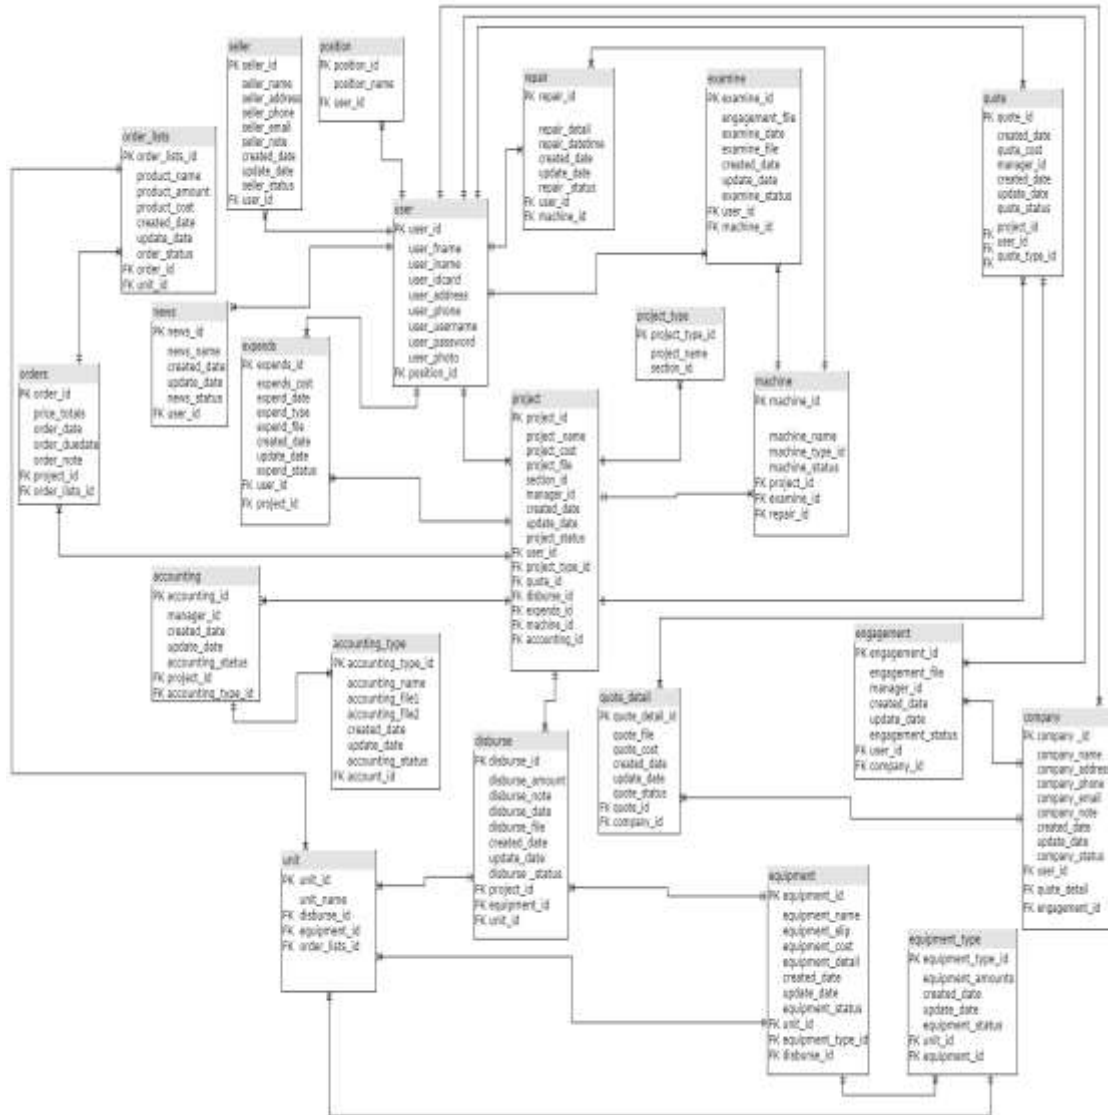 seller
PK seller_id
seller_name
seller_address
seller_phone
seller_email
seller_note
created_date
update_date
seller_status
FK user_id
position
PK position_id
position_name
FK user_id
repair
PK repair_id
repair_detail
repair_datetime
created_date
update_date
repair_status
FK user_id
FK machine_id
examine
PK examine_id
engagement_file
examine_date
examine_file
created_date
update_date
examine_status
FK user_id
FK machine_id
quote
PK quote_id
created_date
quota_cost
manager_id
created_date
update_date
quote_status
project_id
FK
user_id
FK
quote_type_id
FK
order_lists
PK order_lists_id
product_name
product_amount
product_cost
created_date
update_date
order_status
FK order_id
FK unit_id
user
PK user_id
user_fname
user_lname
user_idcard
user_address
user_phone
user_username
user_password
user_photo
FK position_id
news
PK news_id
news_name
created_date
update_date
news_status
FK user_id
expends
PK expends_id
expends_cost
experd_date
expend_type
expend_file
created_date
update_date
expend_status
FK user_id
FK project_id
project_type
PK project_type_id
project_name
section_id
orders
PK order_id
price_totals
order_date
order_duedate
order_note
FK project_id
FK order_lists_id
machine
PK machine_id
machine_name
machine_type_id
machine_status
FK project_id
FK examine_id
FK repair_id
project
PK project_id
project _name
project_cost
project_file
section_id
manager_id
created_date
update_date
project_status
FK user_id
FK project_type_id
FK quote_id
FK disburse_id
FK expends_id
FK machine_id
FK accounting_id
accounting
PK accounting_id
manager_id
created_date
update_date
accounting_status
FK project_id
FK accounting_type_id
accounting_type
PK accounting_type_id
accounting_name
accounting_file1
accounting_file2
created_date
update_date
accounting_status
FK account_id
engagement
PK engagement_id
engagement_file
manager_id
created_date
update_date
engagement_status
FK user_id
FK company_id
quote_detail
PK quote_detail_id
quote_file
quote_cost
created_date
update_date
quote_status
FK quote_id
FK company_id
company
PK company _id
company_name
company_address
company_phone
company_email
company_note
created_date
update_date
company_status
FK user_id
FK quote_detail
FK engagement_id
disburse
PK disburse_id
disburse_amount
disburse_note
disburse_date
disburse_file
created_date
update_date
disburse _status
FK project_id
FK equipment_id
FK unit_id
unit
PK unit_id
unit_name
FK disburse_id
FK equipment_id
FK order_lists_id
equipment
PK equipment_id
equipment_name
equipment_slip
equipment_cost
equipment_detail
created_date
update_date
equipment_status
FK unit_id
FK equipment_type_id
FK disburse_id
equipment_type
PK equipment_type_id
equipment_amounts
created_date
update_date
equipment_status
FK unit_id
FK equipment_id